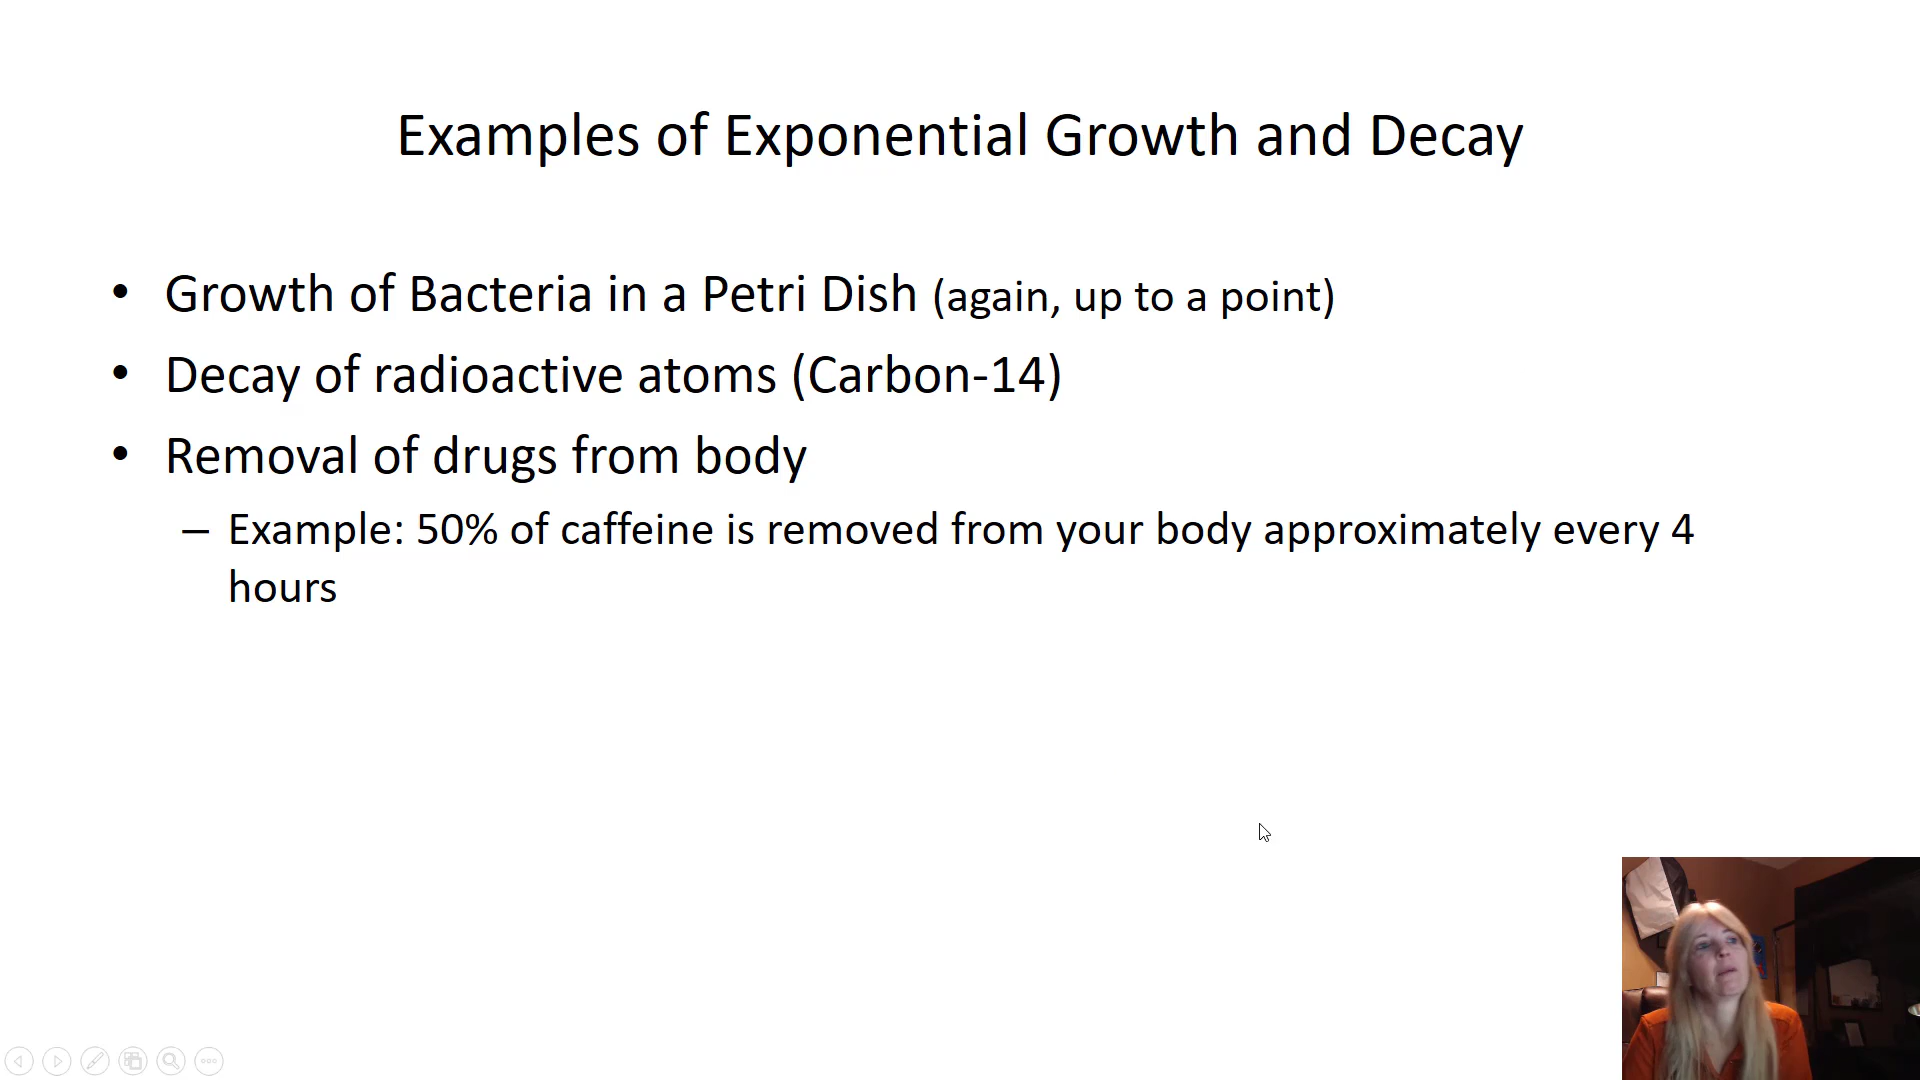 Examples of Exponential Growth and Decay
• Growth of Bacteria in a Petri Dish (again, up to a point)
• Decay of radioactive atoms (Carbon-14)
• Removal of drugs from body
– Example: 50% of caffeine is removed from your body approximately every 4
hours